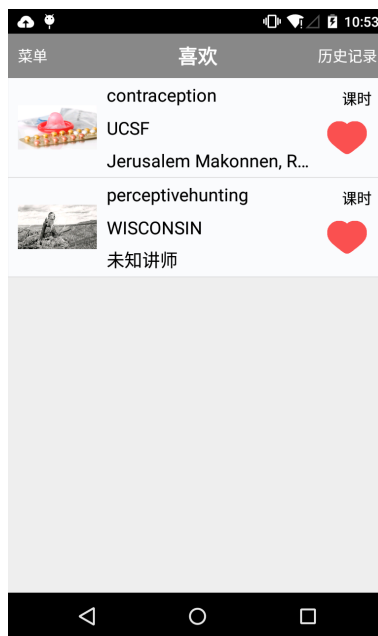 10:53
菜单 喜欢 历史记录
contraception 课时
UCSF
Jerusalem Makonnen, R...
perceptivehunting 课时
WISCONSIN
未知讲师